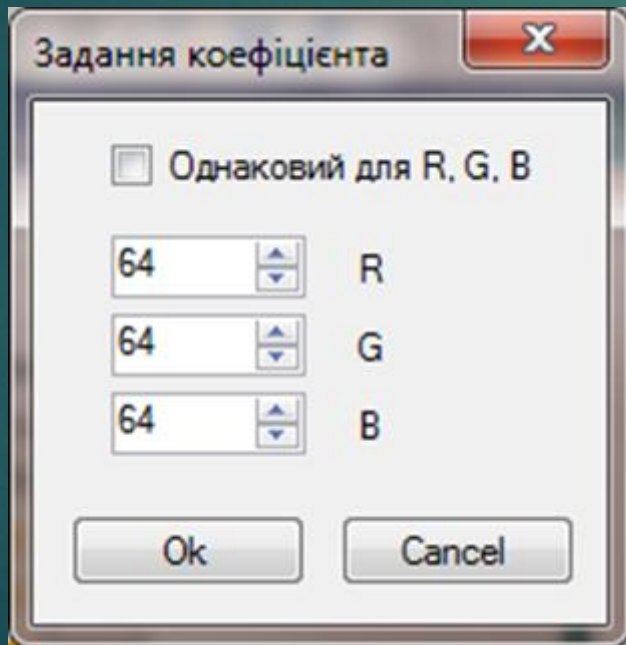 Задання коефіцієнта
Однаковий для R, G, B
64 R
64 G
64 B
Ok Cancel